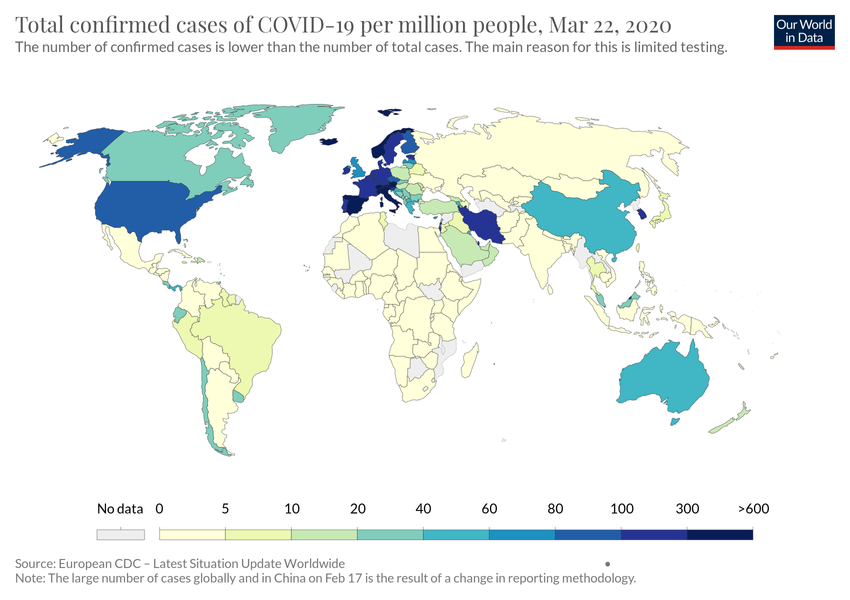 Total confirmed cases of COVID-19 per million people, Mar 22, 2020
The number of confirmed cases is lower than the number of total cases. The main reason for this is limited testing.
Our World
in Data
No data 0 5 10 20 40 60 80 100 300 >600
Source: European CDC – Latest Situation Update Worldwide
Note: The large number of cases globally and in China on Feb 17 is the result of a change in reporting methodology.